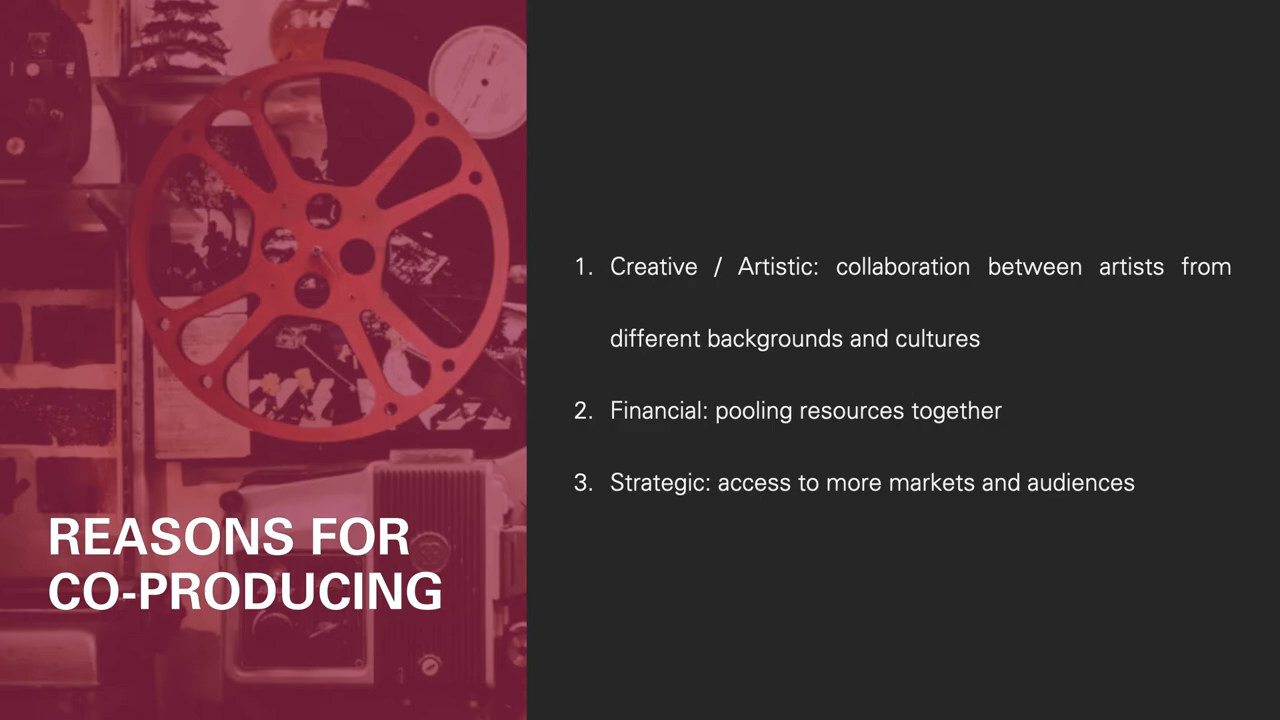 REASONS FOR
CO-PRODUCING
1. Creative / Artistic: collaboration between artists from
different backgrounds and cultures
2. Financial: pooling resources together
3. Strategic: access to more markets and audiences